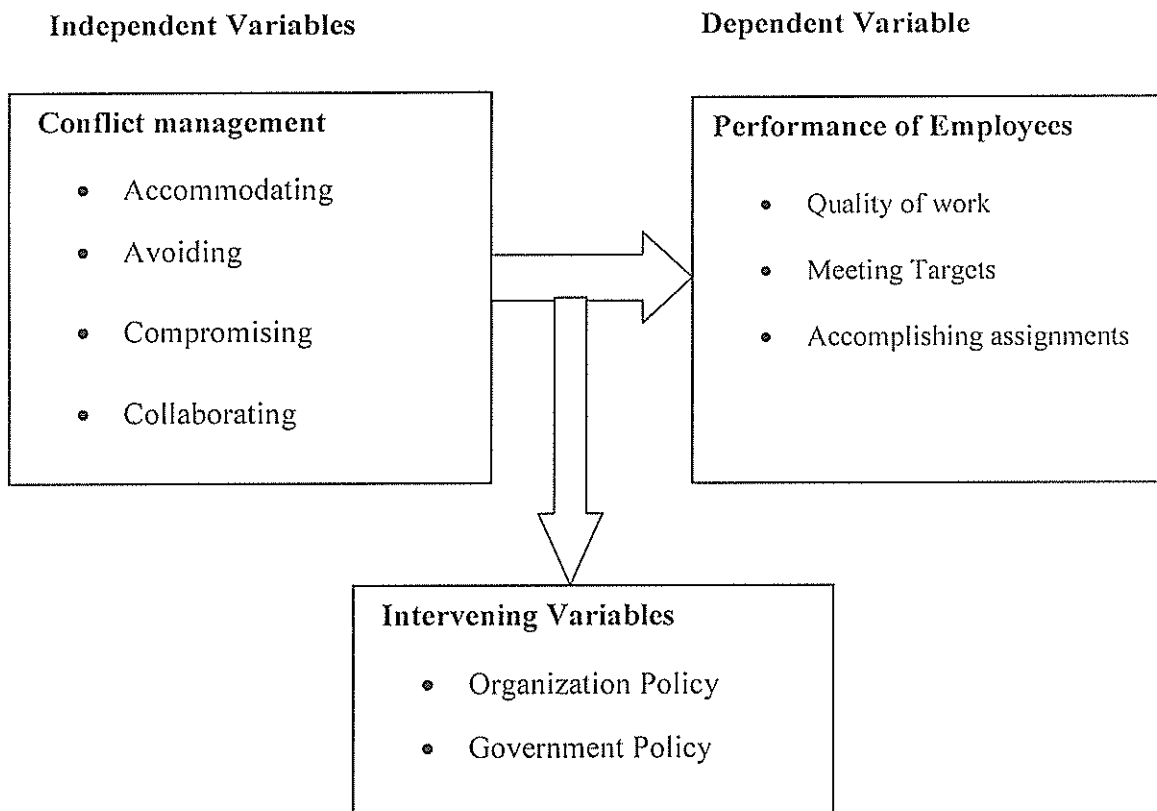 Independent Variables
Dependent Variable
Conflict management
• Accommodating
• Avoiding
• Compromising
• Collaborating
Performance of Employees
• Quality of work
• Meeting Targets
• Accomplishing assignments
Intervening Variables
• Organization Policy
• Government Policy